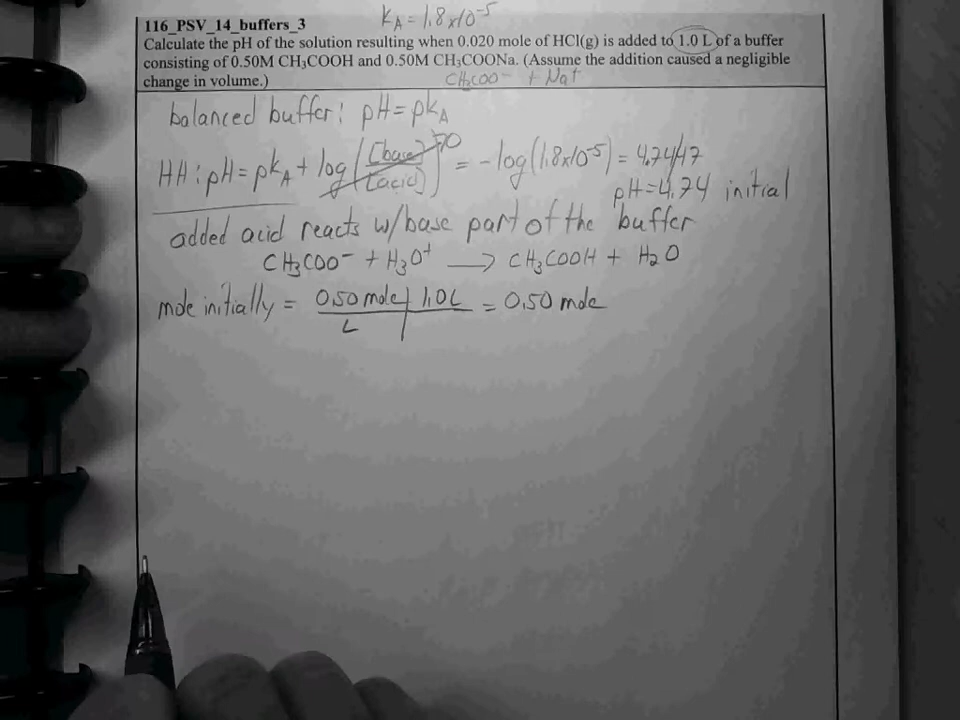 K_A = 1.8x10⁻⁵
116_PSV_14_buffers_3
Calculate the pH of the solution resulting when 0.020 mole of HCl(g) is added to 1.0 L of a buffer
consisting of 0.50M CH₃COOH and 0.50M CH₃COONa. (Assume the addition caused a negligible
CH₃COO⁻ + Na⁺
change in volume.)
balanced buffer: pH = pK_A
HH: pH = pK_A + log([base]/[acid])⁷⁰ = -log(1.8x10⁻⁵) = 4.74447
pH = 4.74 initial
added acid reacts w/base part of the buffer
CH₃COO⁻ + H₃O⁺ → CH₃COOH + H₂O
mole initially = 0.50 mole | 1.0L = 0.50 mole
L